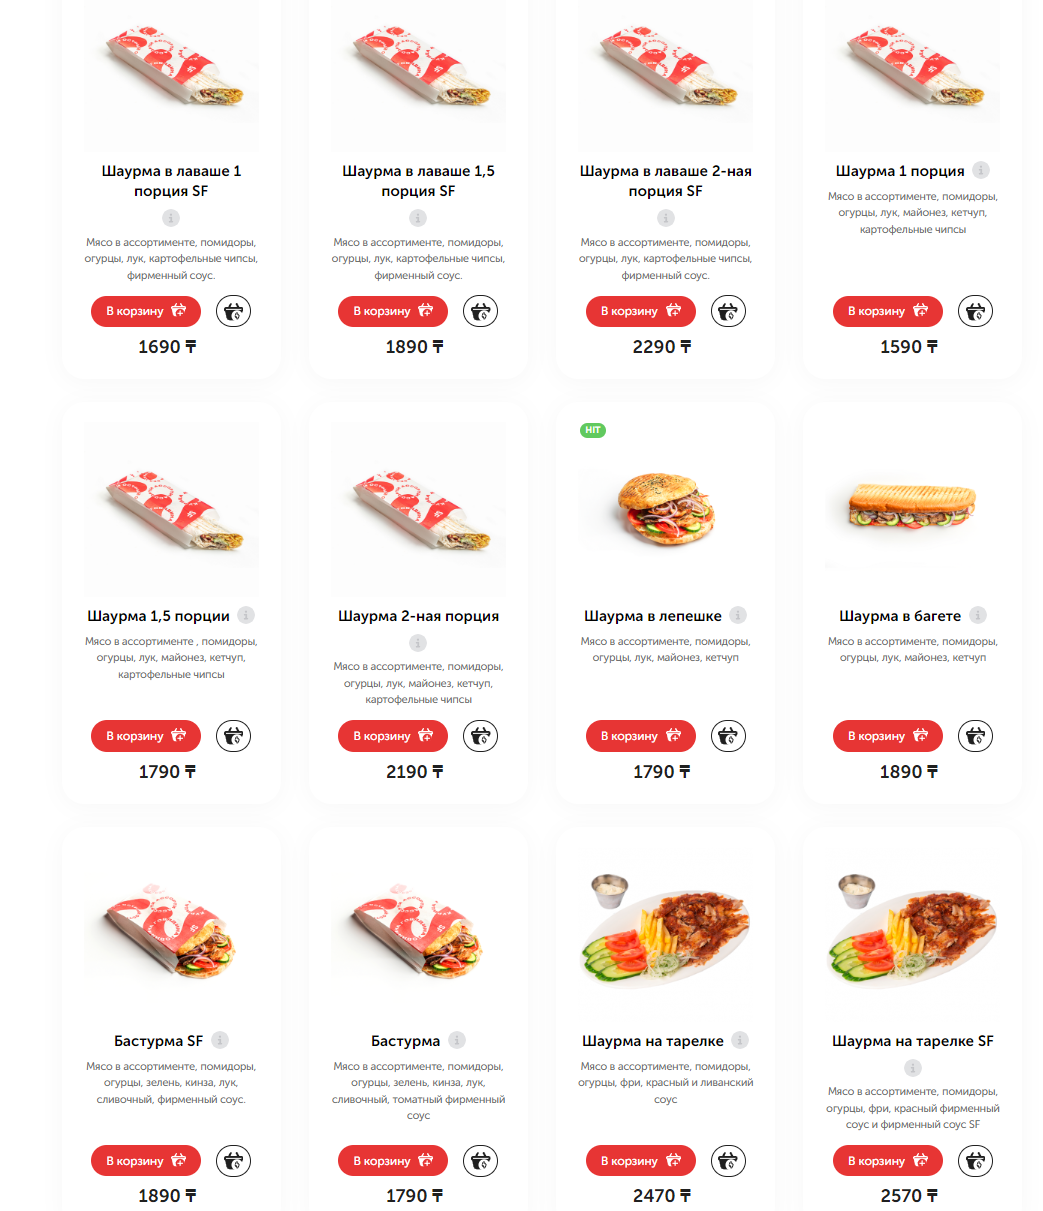 Шаурма в лаваше 1
порция SF
Мясо в ассортименте, помидоры,
огурцы, лук, картофельные чипсы,
фирменный соус.
В корзину
1690 ₸
Шаурма в лаваше 1,5
порция SF
Мясо в ассортименте, помидоры,
огурцы, лук, картофельные чипсы,
фирменный соус.
В корзину
1890 ₸
Шаурма в лаваше 2-ная
порция SF
Мясо в ассортименте, помидоры,
огурцы, лук, картофельные чипсы,
фирменный соус.
В корзину
2290 ₸
Шаурма 1 порция
Мясо в ассортименте, помидоры,
огурцы, лук, майонез, кетчуп,
картофельные чипсы
В корзину
1590 ₸
Шаурма 1,5 порции
Мясо в ассортименте , помидоры,
огурцы, лук, майонез, кетчуп,
картофельные чипсы
В корзину
1790 ₸
Шаурма 2-ная порция
Мясо в ассортименте, помидоры,
огурцы, лук, майонез, кетчуп,
картофельные чипсы
В корзину
2190 ₸
HIT
Шаурма в лепешке
Мясо в ассортименте, помидоры,
огурцы, лук, майонез, кетчуп
В корзину
1790 ₸
Шаурма в багете
Мясо в ассортименте, помидоры,
огурцы, лук, майонез, кетчуп
В корзину
1890 ₸
Бастурма SF
Мясо в ассортименте, помидоры,
огурцы, зелень, кинза, лук,
сливочный, фирменный соус.
В корзину
1890 ₸
Бастурма
Мясо в ассортименте, помидоры,
огурцы, зелень, кинза, лук,
сливочный, томатный фирменный
соус
В корзину
1790 ₸
Шаурма на тарелке
Мясо в ассортименте, помидоры,
огурцы, фри, красный и ливанский
соус
В корзину
2470 ₸
Шаурма на тарелке SF
Мясо в ассортименте, помидоры,
огурцы, фри, красный фирменный
соус и фирменный соус SF
В корзину
2570 ₸